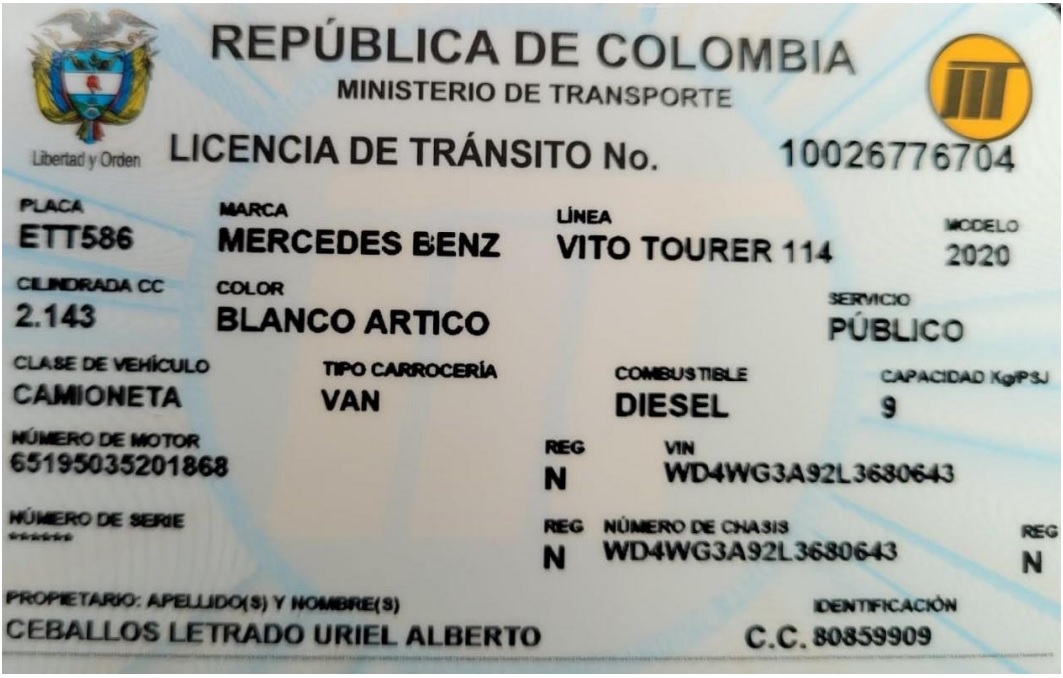 REPÚBLICA DE COLOMBIA
MINISTERIO DE TRANSPORTE
Libertad y Orden
LICENCIA DE TRÁNSITO No. 10026776704
PLACA MARCA LÍNEA MODELO
ETT586 MERCEDES BENZ VITO TOURER 114 2020
CILINDRADA CC COLOR SERVICIO
2.143 BLANCO ARTICO PÚBLICO
CLASE DE VEHÍCULO TIPO CARROCERÍA COMBUSTIBLE CAPACIDAD Kg/PSJ
CAMIONETA VAN DIESEL 9
NÚMERO DE MOTOR REG VIN
65195035201868 N WD4WG3A92L3680643
NÚMERO DE SERIE REG NÚMERO DE CHASIS REG
****** N WD4WG3A92L3680643 N
PROPIETARIO: APELLIDO(S) Y NOMBRE(S) IDENTIFICACIÓN
CEBALLOS LETRADO URIEL ALBERTO C.C. 80859909